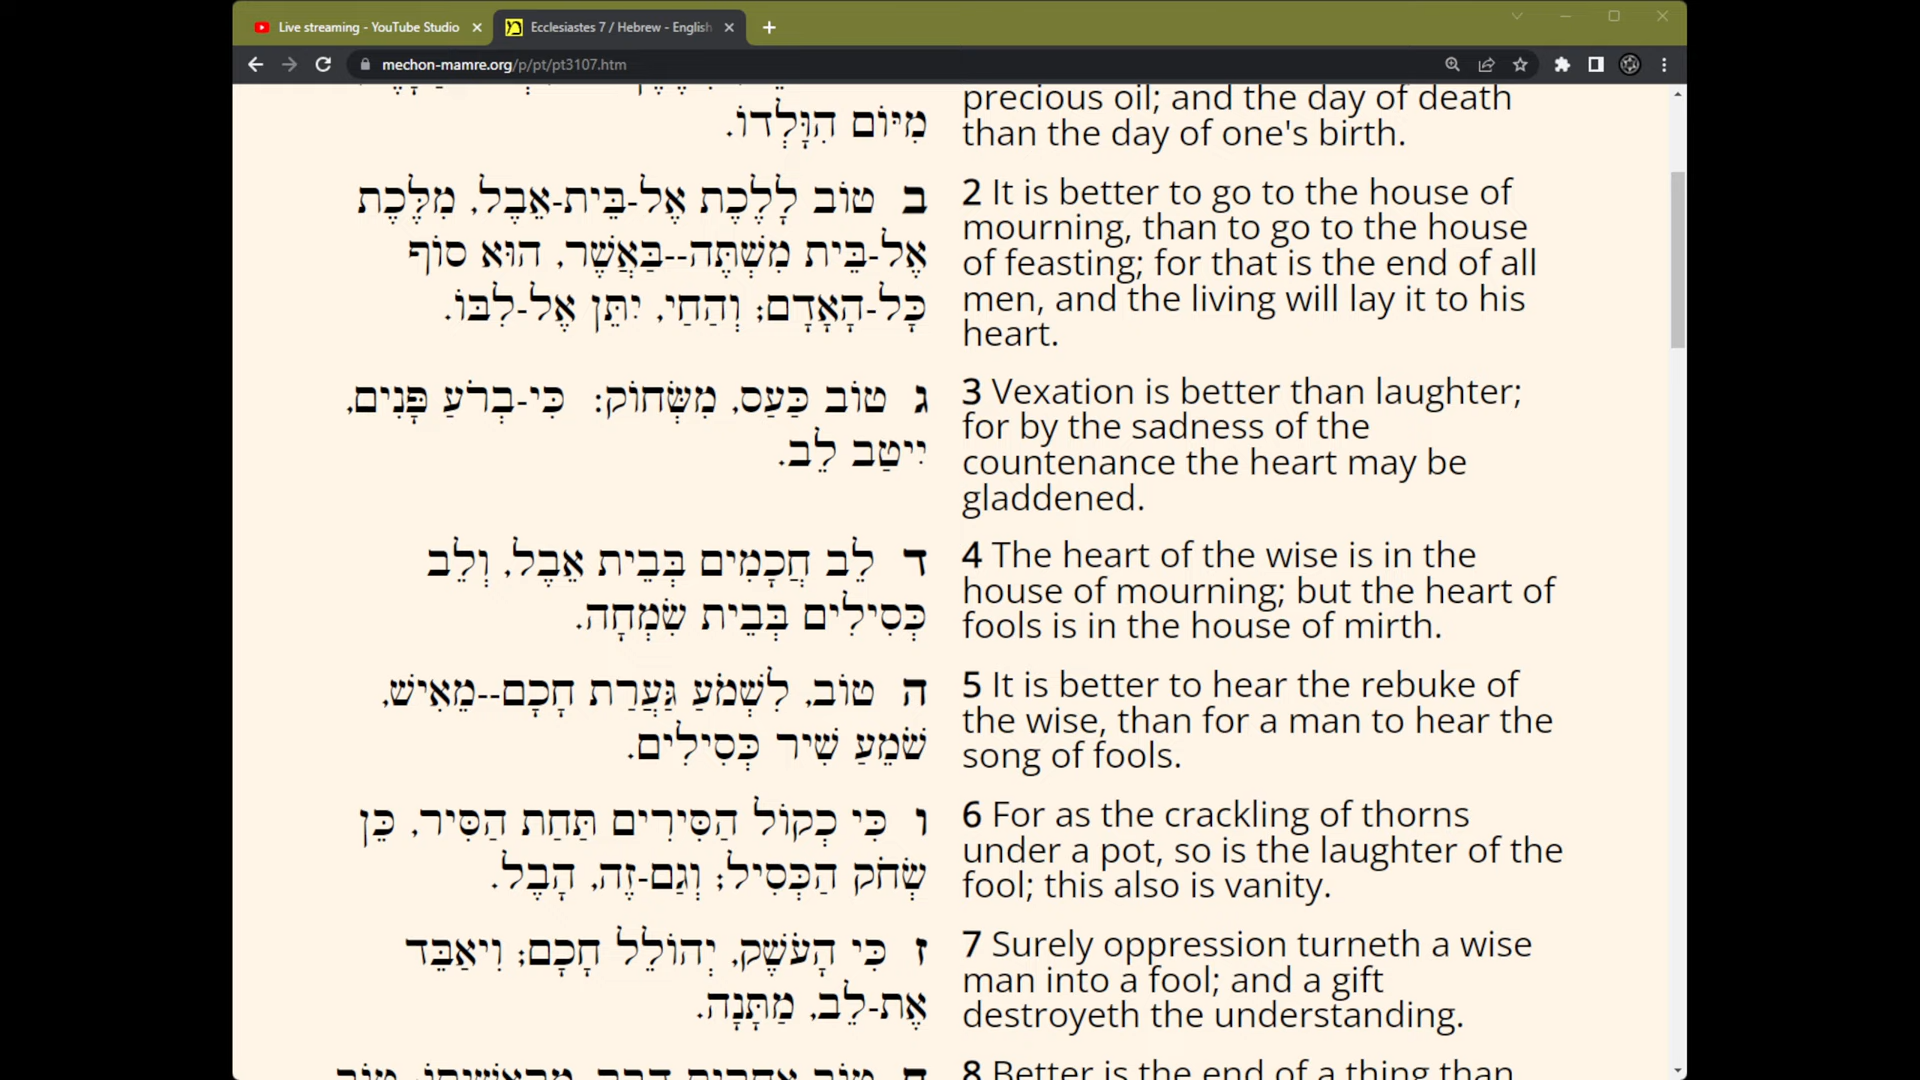 Live streaming - YouTube Studio
Ecclesiastes 7 / Hebrew - English
mechon-mamre.org/p/pt/pt3107.htm
מִיּוֹם הִוָּלְדוֹ.
precious oil; and the day of death
than the day of one's birth.
ב טוֹב לָלֶכֶת אֶל-בֵּית-אֵבֶל, מִלֶּכֶת
אֶל-בֵּית מִשְׁתֶּה--בַּאֲשֶׁר, הוּא סוֹף
כָּל-הָאָדָם; וְהַחַי, יִתֵּן אֶל-לִבּוֹ.
2 It is better to go to the house of
mourning, than to go to the house
of feasting; for that is the end of all
men, and the living will lay it to his
heart.
ג טוֹב כַּעַס, מִשְּׂחוֹק: כִּי-בְרֹעַ פָּנִים,
יִיטַב לֵב.
3 Vexation is better than laughter;
for by the sadness of the
countenance the heart may be
gladdened.
ד לֵב חֲכָמִים בְּבֵית אֵבֶל, וְלֵב
כְּסִילִים בְּבֵית שִׂמְחָה.
4 The heart of the wise is in the
house of mourning; but the heart of
fools is in the house of mirth.
ה טוֹב, לִשְׁמֹעַ גַּעֲרַת חָכָם--מֵאִישׁ,
שֹׁמֵעַ שִׁיר כְּסִילִים.
5 It is better to hear the rebuke of
the wise, than for a man to hear the
song of fools.
ו כִּי כְקוֹל הַסִּירִים תַּחַת הַסִּיר, כֵּן
שְׂחֹק הַכְּסִיל; וְגַם-זֶה, הָבֶל.
6 For as the crackling of thorns
under a pot, so is the laughter of the
fool; this also is vanity.
ז כִּי הָעֹשֶׁק, יְהוֹלֵל חָכָם; וִיאַבֵּד
אֶת-לֵב, מַתָּנָה.
7 Surely oppression turneth a wise
man into a fool; and a gift
destroyeth the understanding.
8 Better is the end of a thing than